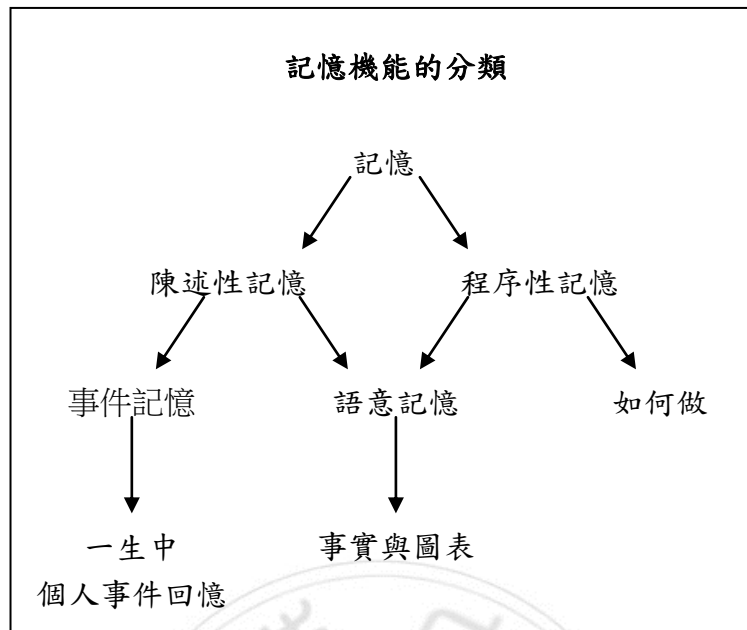 記憶機能的分類
記憶
陳述性記憶 程序性記憶
事件記憶 語意記憶 如何做
一生中 事實與圖表
個人事件回憶